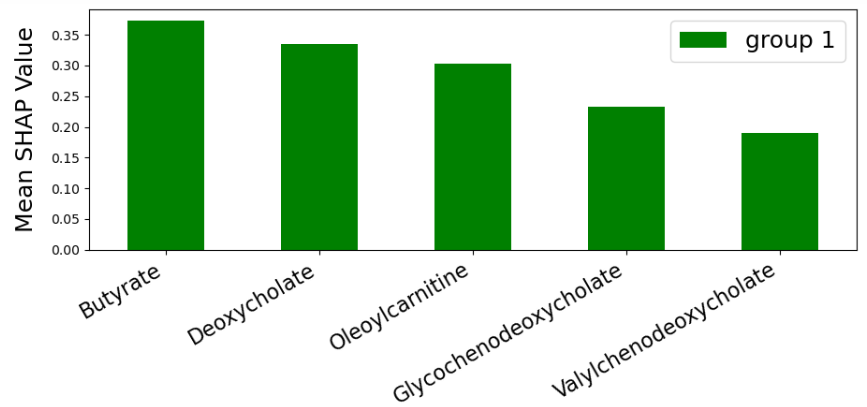 Mean SHAP Value
0.35
0.30
0.25
0.20
0.15
0.10
0.05
0.00
group 1
Butyrate
Deoxycholate
Oleoylcarnitine
Glycochenodeoxycholate
Valylchenodeoxycholate